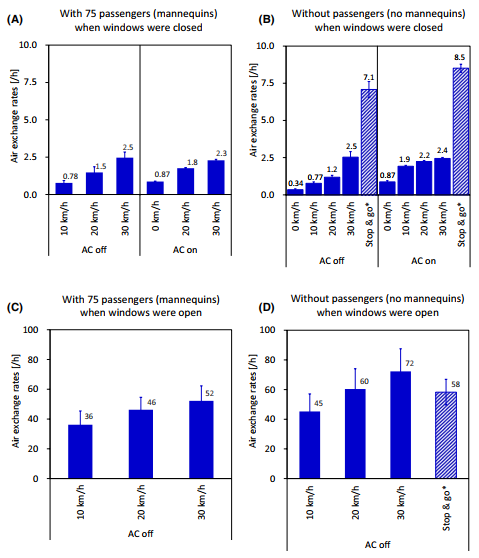 (A)
With 75 passengers (mannequins)
when windows were closed
Air exchange rates [/h]
10.0
7.5
5.0
2.5
0.0
0.78
1.5
2.5
0.87
1.8
2.3
10 km/h
20 km/h
30 km/h
0 km/h
20 km/h
30 km/h
AC off
AC on
(B)
Without passengers (no mannequins)
when windows were closed
Air exchange rates [/h]
10.0
7.5
5.0
2.5
0.0
0.34
0.77
1.2
2.5
7.1
0.87
1.9
2.2
2.4
8.5
0 km/h
10 km/h
20 km/h
30 km/h
Stop & go*
0 km/h
10 km/h
20 km/h
30 km/h
Stop & go*
AC off
AC on
(C)
With 75 passengers (mannequins)
when windows were open
Air exchange rates [/h]
100
80
60
40
20
0
36
46
52
10 km/h
20 km/h
30 km/h
AC off
(D)
Without passengers (no mannequins)
when windows were open
Air exchange rates [/h]
100
80
60
40
20
0
45
60
72
58
10 km/h
20 km/h
30 km/h
Stop & go*
AC off